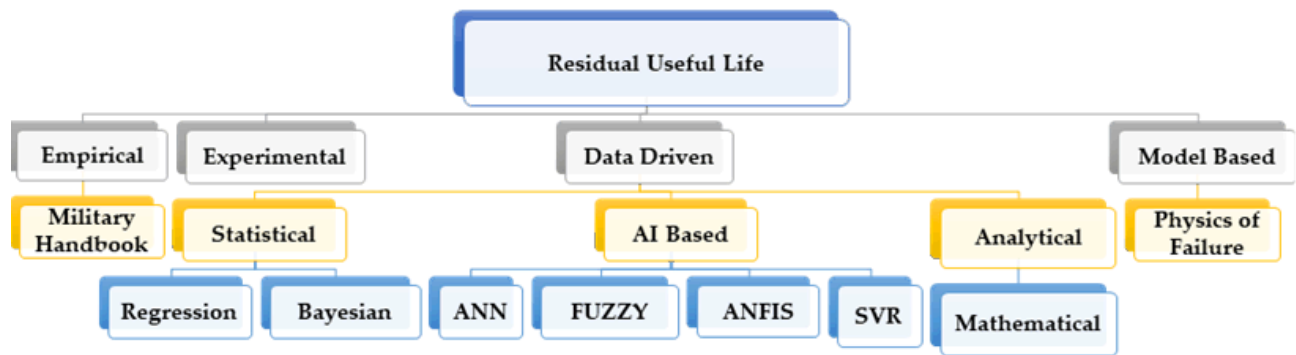 Residual Useful Life
Empirical
Experimental
Data Driven
Model Based
Military
Handbook
Statistical
AI Based
Analytical
Physics of
Failure
Regression
Bayesian
ANN
FUZZY
ANFIS
SVR
Mathematical